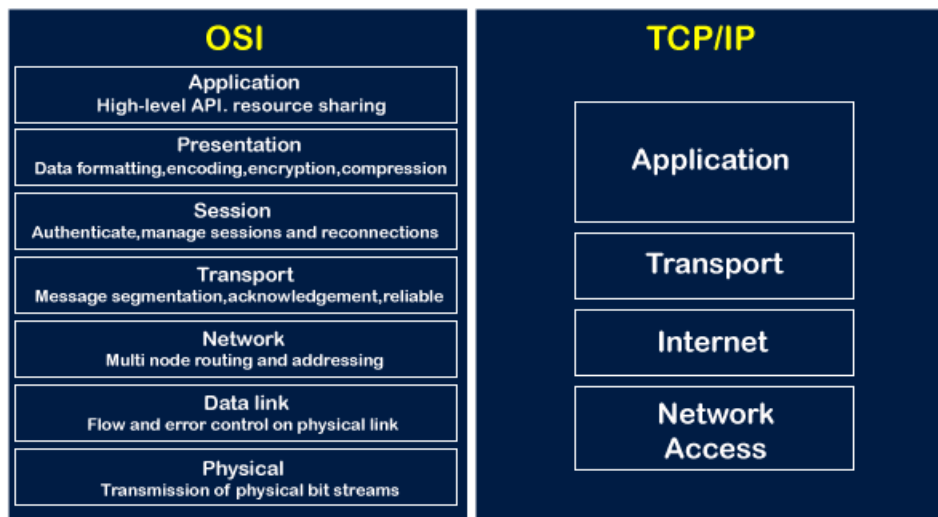 OSI
Application
High-level API. resource sharing
Presentation
Data formatting,encoding,encryption,compression
Session
Authenticate,manage sessions and reconnections
Transport
Message segmentation,acknowledgement,reliable
Network
Multi node routing and addressing
Data link
Flow and error control on physical link
Physical
Transmission of physical bit streams
TCP/IP
Application
Transport
Internet
Network
Access